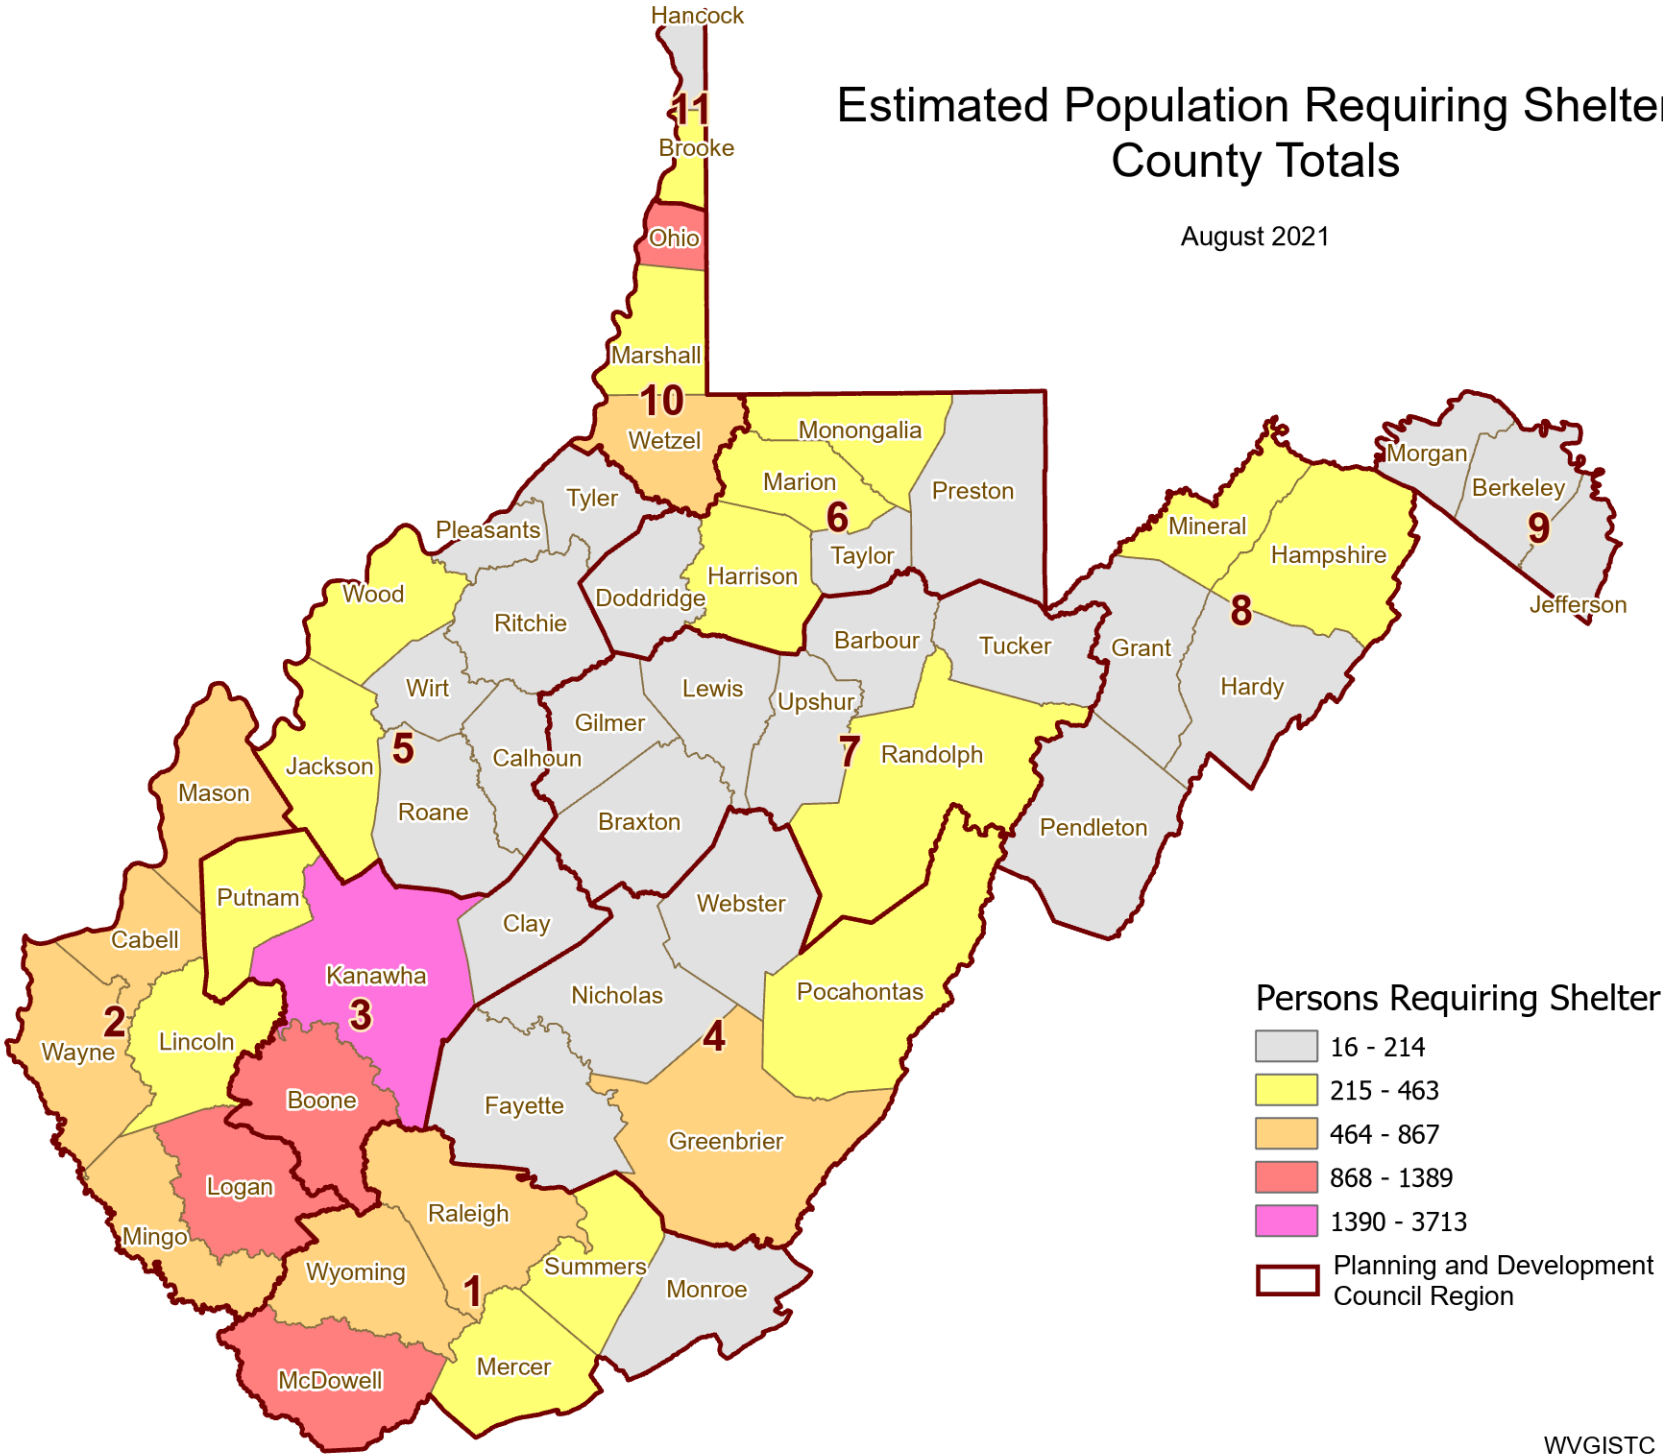 Estimated Population Requiring Shelter
County Totals
August 2021
Hancock
11
Brooke
Ohio
Marshall
10
Wetzel
Monongalia
Marion
Preston
6
Taylor
Harrison
Tyler
Pleasants
Doddridge
Wood
Ritchie
Wirt
5
Calhoun
Jackson
Roane
Morgan
Berkeley
9
Jefferson
Mineral
Hampshire
8
Grant
Hardy
Pendleton
Barbour
Tucker
Lewis
Upshur
Gilmer
7
Randolph
Braxton
Mason
Putnam
Cabell
Kanawha
3
Clay
Webster
Nicholas
Pocahontas
4
Wayne
2
Lincoln
Boone
Fayette
Greenbrier
Logan
Mingo
Raleigh
Wyoming
1
Summers
Monroe
Mercer
McDowell
Persons Requiring Shelter
16 - 214
215 - 463
464 - 867
868 - 1389
1390 - 3713
Planning and Development
Council Region
WVGISTC